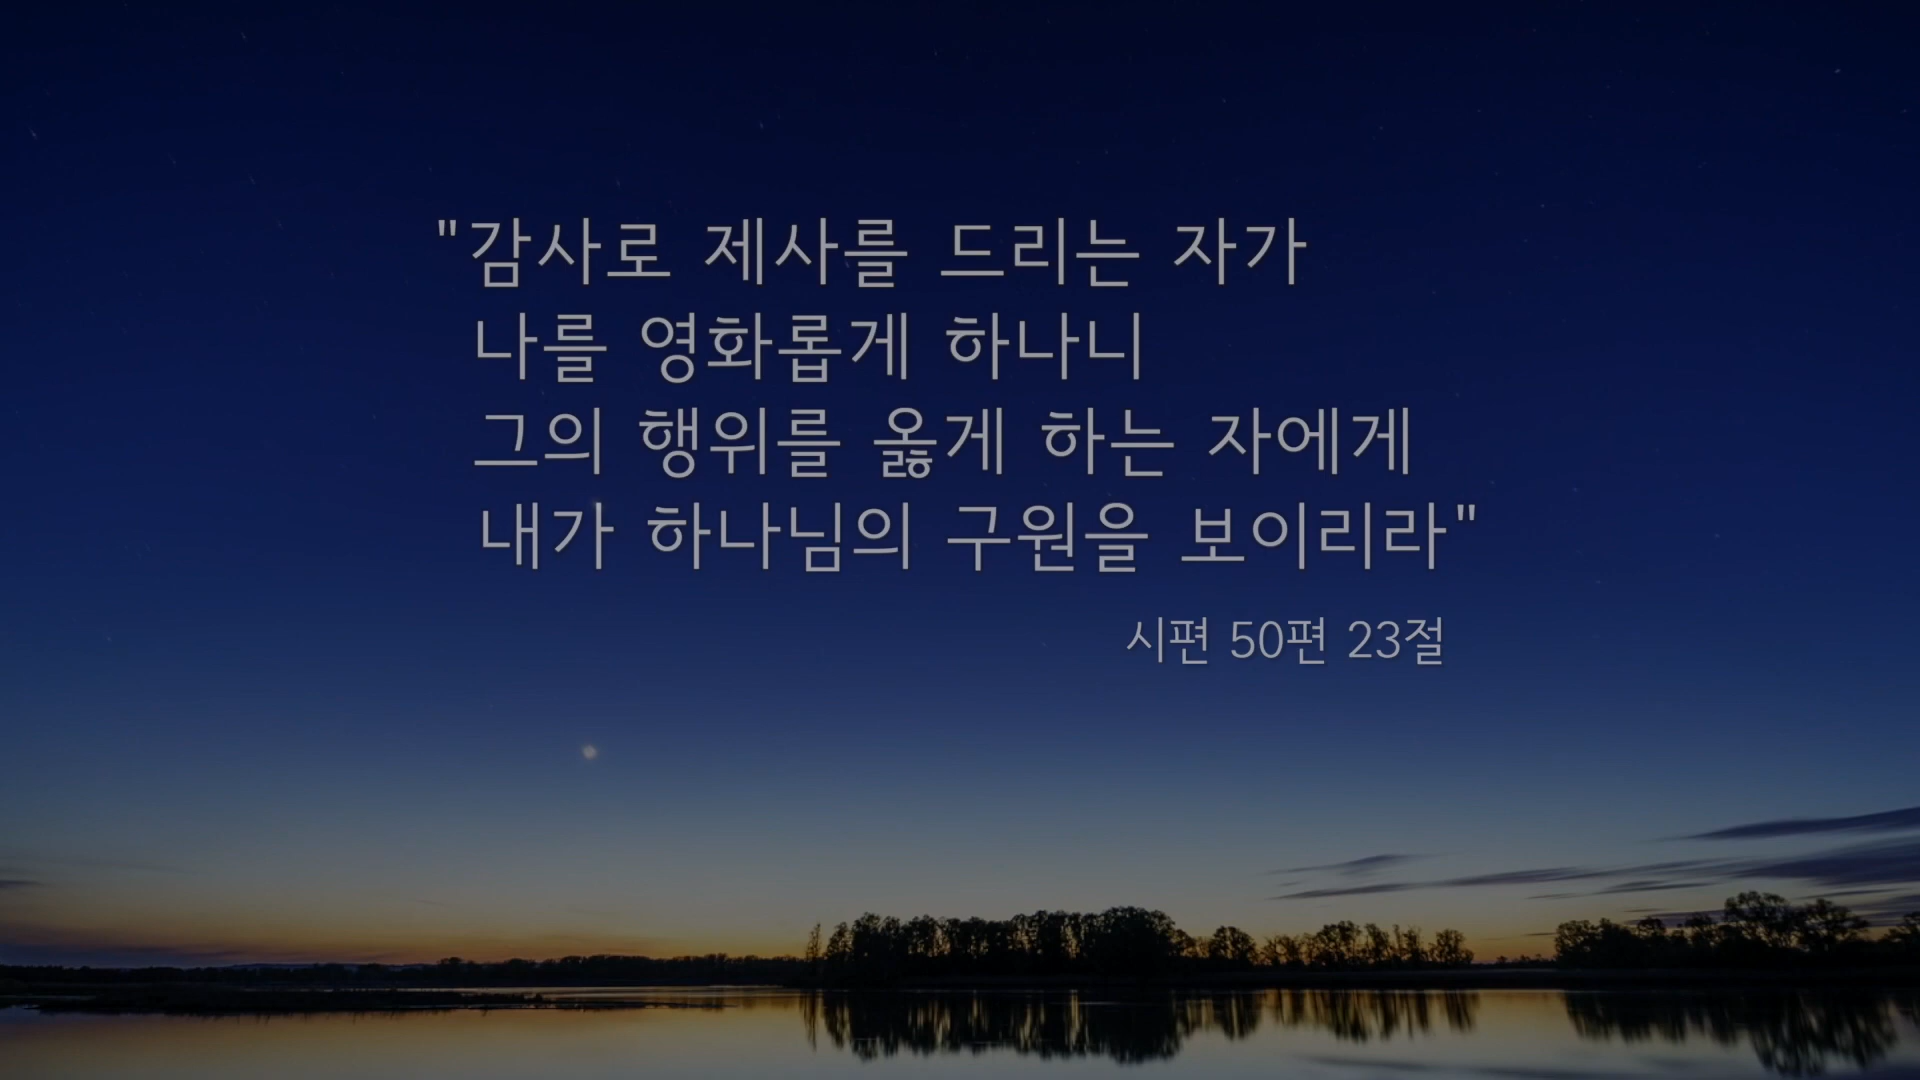 "감사로 제사를 드리는 자가
나를 영화롭게 하나니
그의 행위를 옳게 하는 자에게
내가 하나님의 구원을 보이리라"
시편 50편 23절